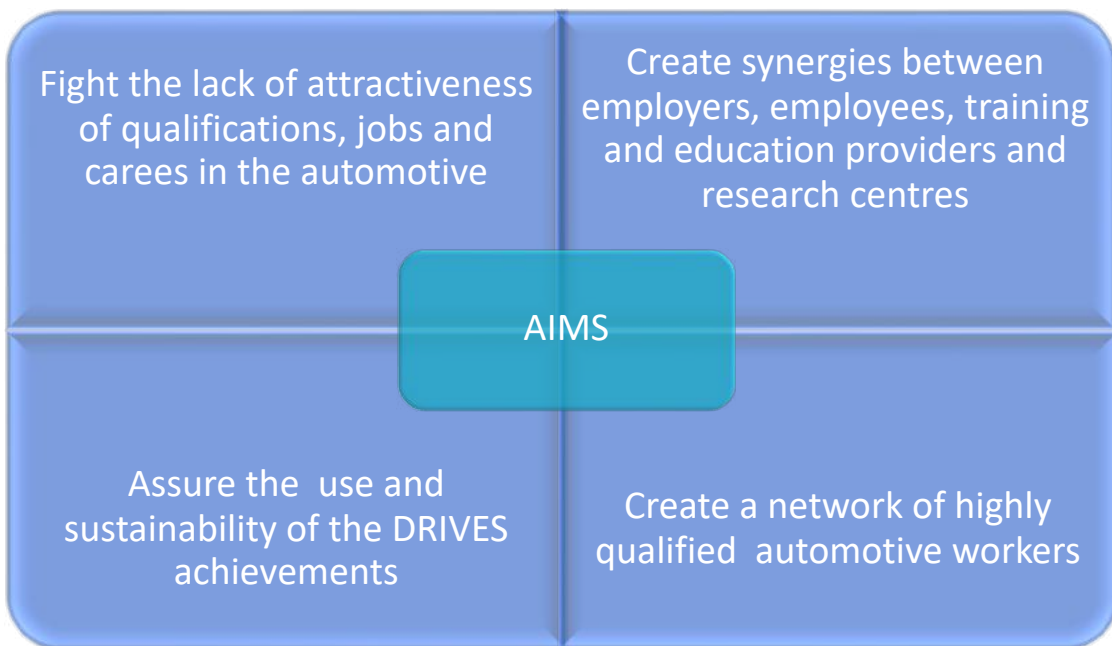 Fight the lack of attractiveness
of qualifications, jobs and
carees in the automotive
Create synergies between
employers, employees, training
and education providers and
research centres
AIMS
Assure the  use and
sustainability of the DRIVES
achievements
Create a network of highly
qualified  automotive workers